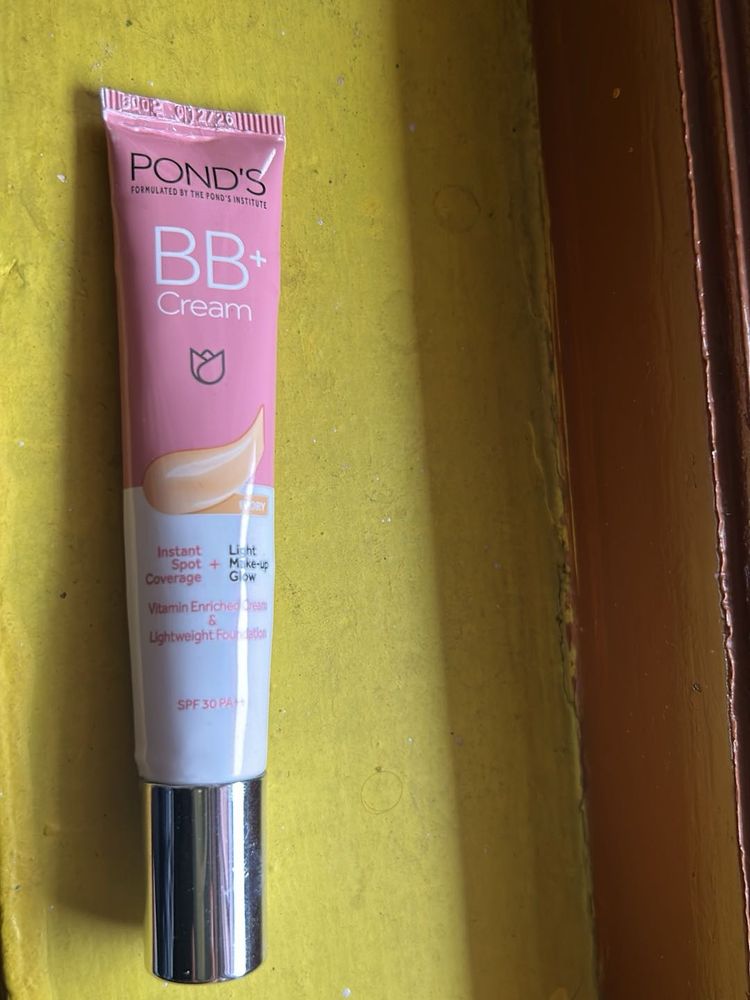 POND'S
FORMULATED BY THE POND'S INSTITUTE
BB+
Cream
IVORY
Instant Spot Coverage + Light Make-up Glow
Vitamin Enriched Cream
&
Lightweight Foundation
SPF 30 PA++